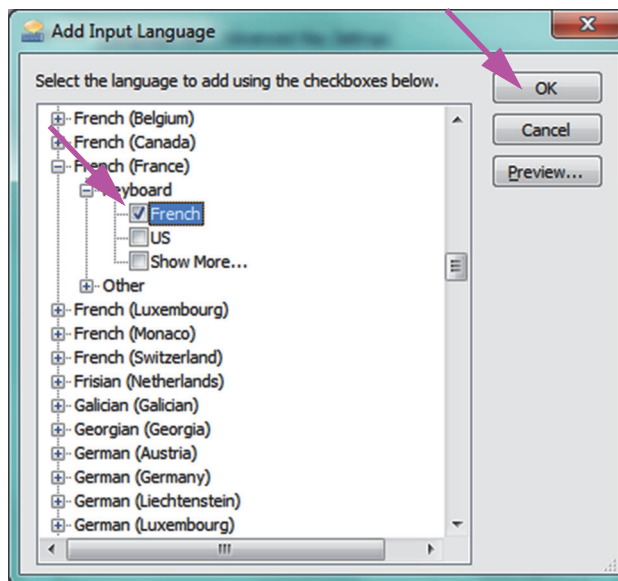 Add Input Language
Select the language to add using the checkboxes below.
OK
Cancel
Preview...
French (Belgium)
French (Canada)
French (France)
Keyboard
French
US
Show More...
Other
French (Luxembourg)
French (Monaco)
French (Switzerland)
Frisian (Netherlands)
Galician (Galician)
Georgian (Georgia)
German (Austria)
German (Germany)
German (Liechtenstein)
German (Luxembourg)